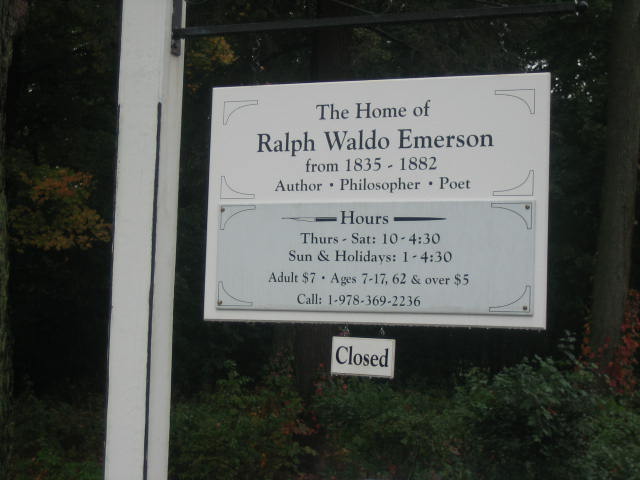 The Home of
Ralph Waldo Emerson
from 1835 - 1882
Author • Philosopher • Poet
Hours
Thurs - Sat: 10 - 4:30
Sun & Holidays: 1 - 4:30
Adult $7 • Ages 7-17, 62 & over $5
Call: 1-978-369-2236
Closed